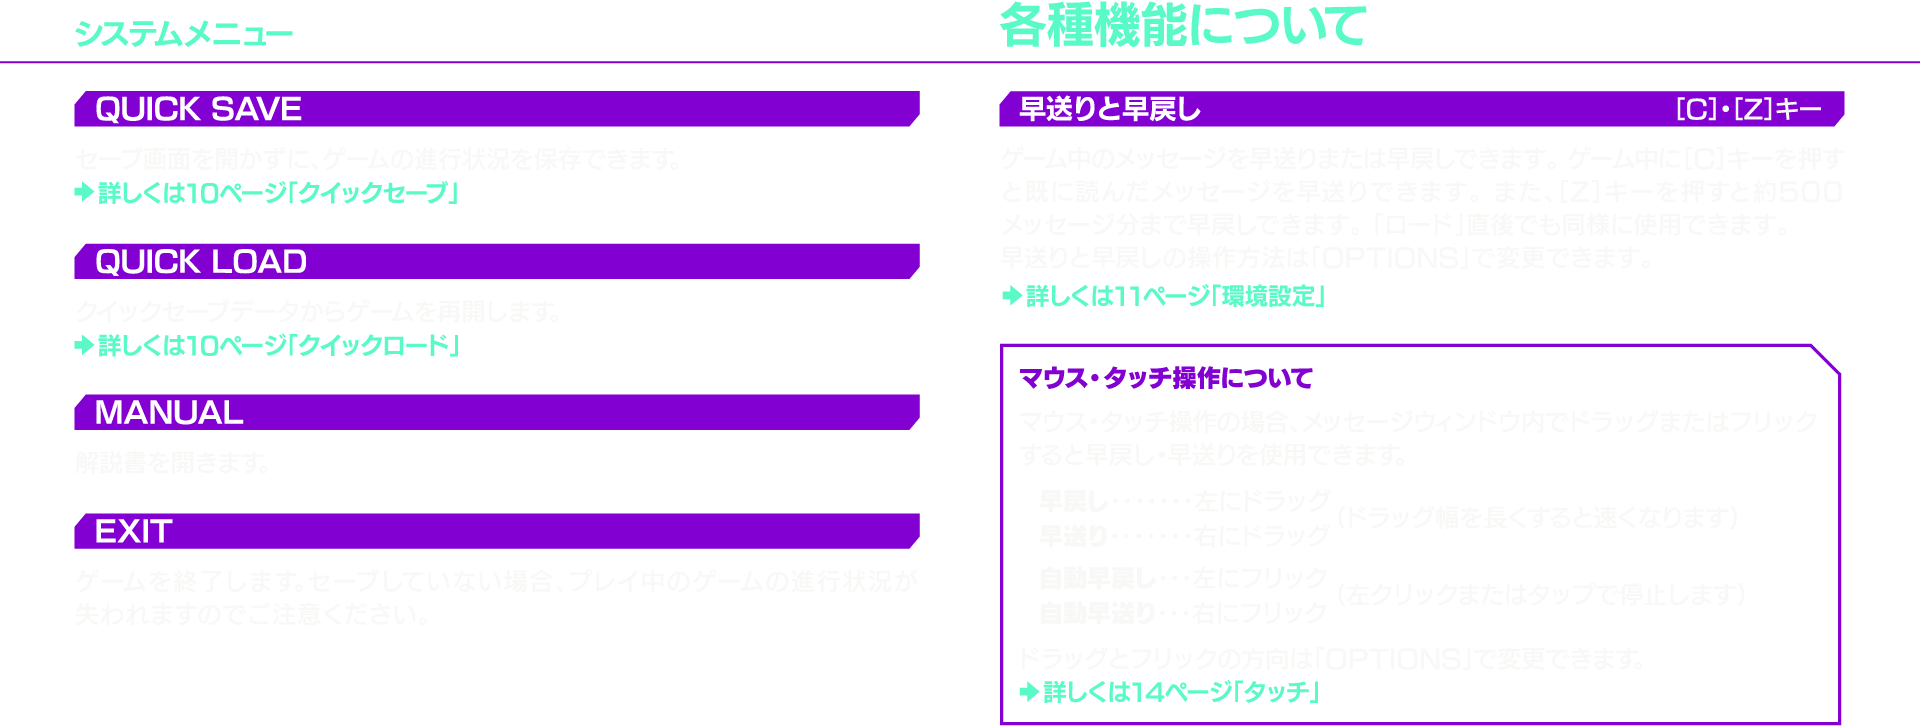 システムメニュー
QUICK SAVE
セーブ画面を開かずに、ゲームの進行状況を保存できます。
詳しくは10ページ「クイックセーブ」
QUICK LOAD
クイックセーブデータからゲームを再開します。
詳しくは10ページ「クイックロード」
MANUAL
解説書を開きます。
EXIT
ゲームを終了します。セーブしていない場合、プレイ中のゲームの進行状況が
失われますのでご注意ください。
各種機能について
早送りと早戻し [C]・[Z]キー
ゲーム中のメッセージを早送りまたは早戻しできます。ゲーム中に[C]キーを押す
と既に読んだメッセージを早送りできます。また、[Z]キーを押すと約500
メッセージ分まで早戻しできます。「ロード」直後でも同様に使用できます。
早送りと早戻しの操作方法は「OPTIONS」で変更できます。
詳しくは11ページ「環境設定」
マウス・タッチ操作について
マウス・タッチ操作の場合、メッセージウィンドウ内でドラッグまたはフリック
すると早戻し・早送りを使用できます。
早戻し・・・・・・・左にドラッグ
早送り・・・・・・・右にドラッグ
（ドラッグ幅を長くすると速くなります）
自動早戻し・・・左にフリック
自動早送り・・・右にフリック
（左クリックまたはタップで停止します）
ドラッグとフリックの方向は「OPTIONS」で変更できます。
詳しくは14ページ「タッチ」